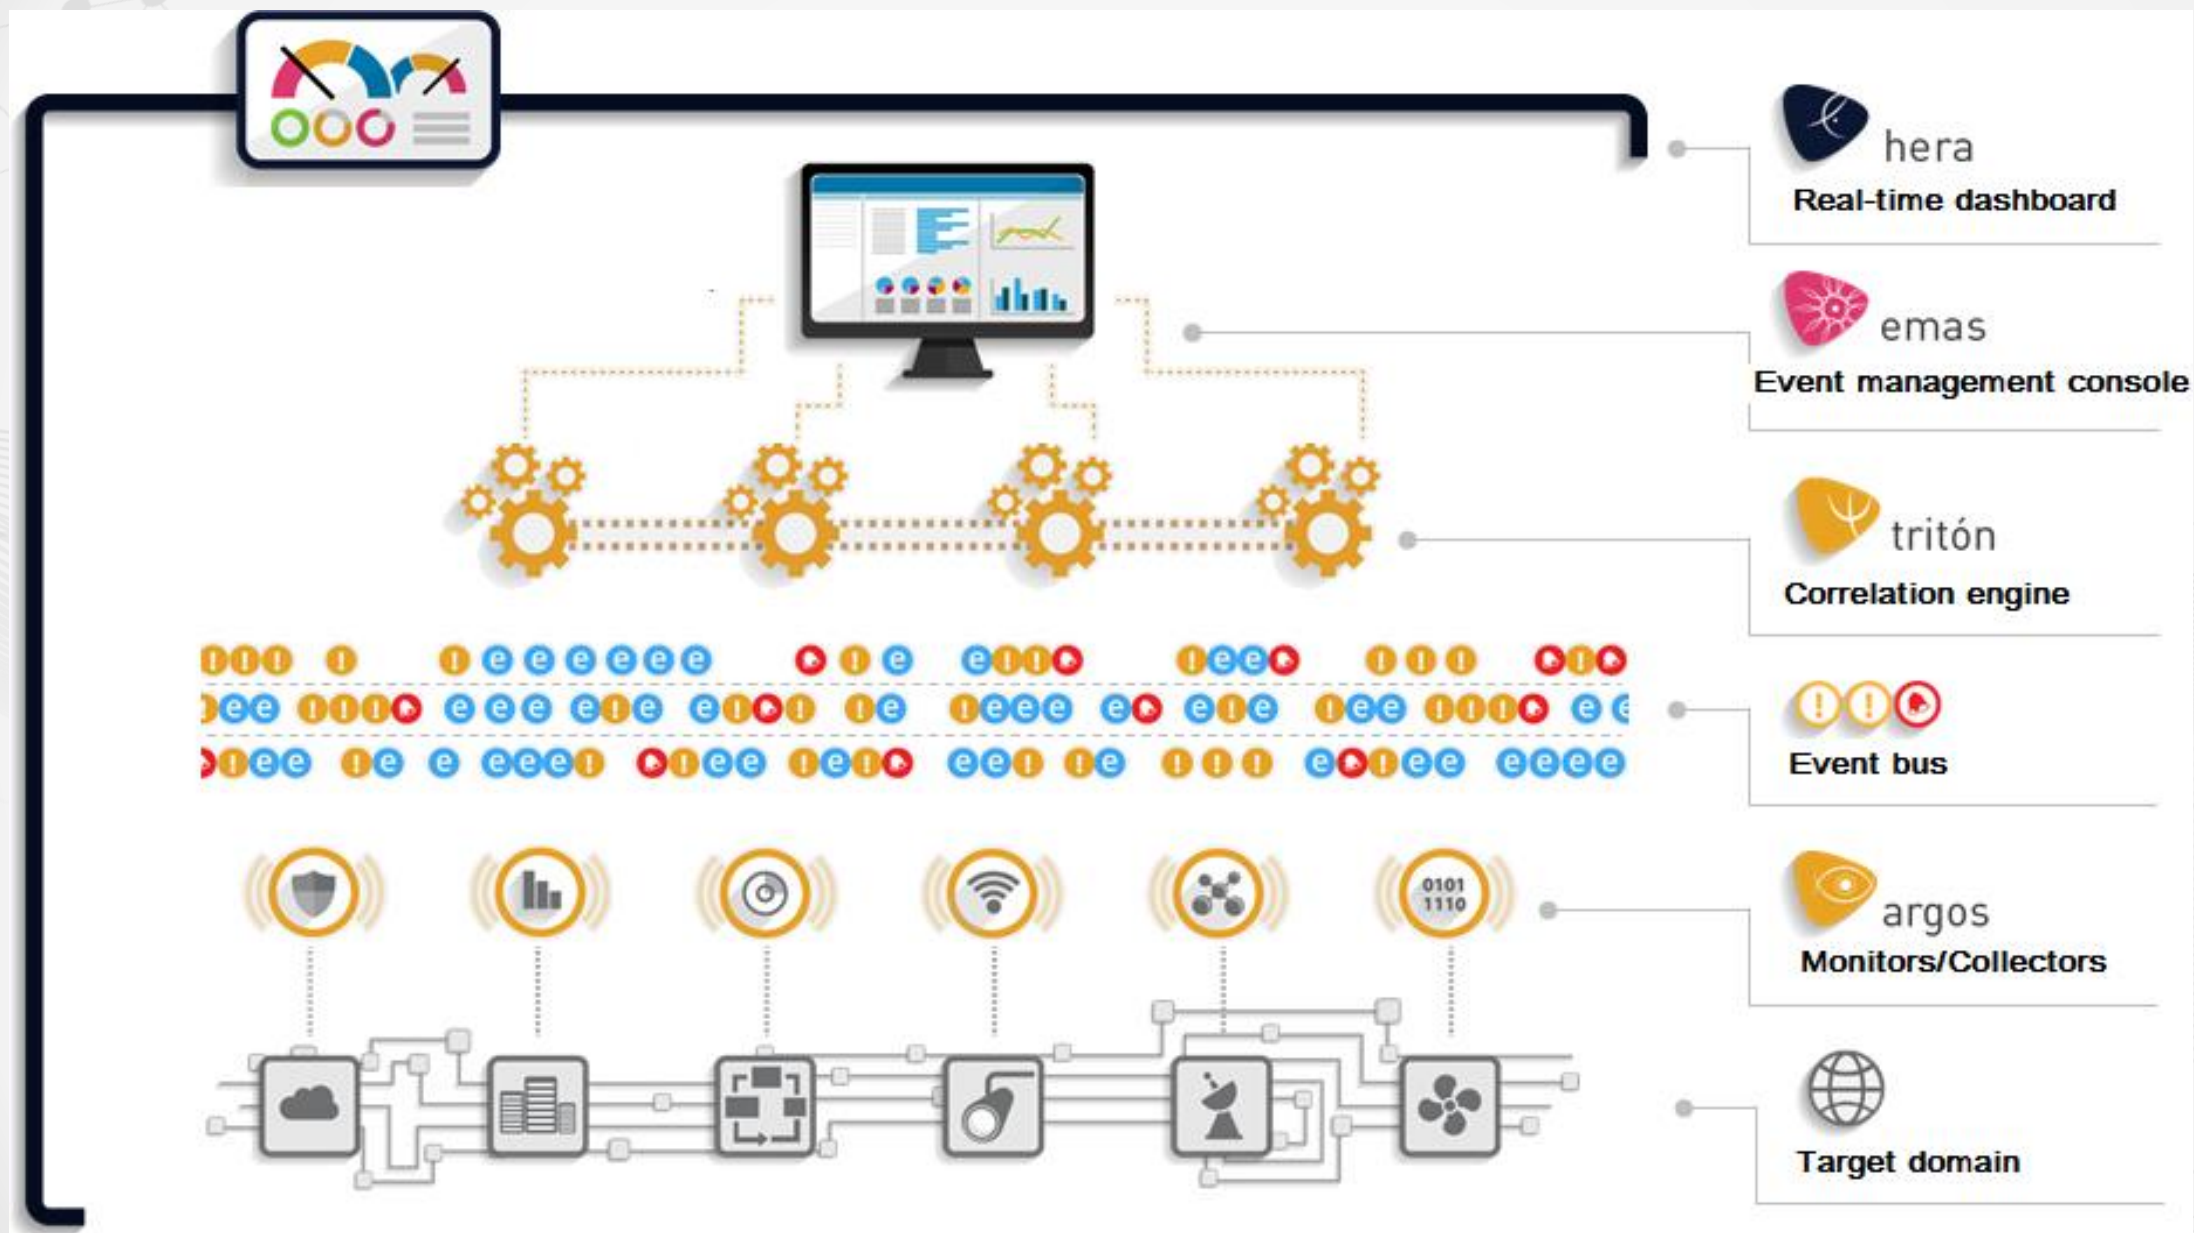 hera
Real-time dashboard
emas
Event management console
tritón
Correlation engine
Event bus
0101
1110
argos
Monitors/Collectors
Target domain